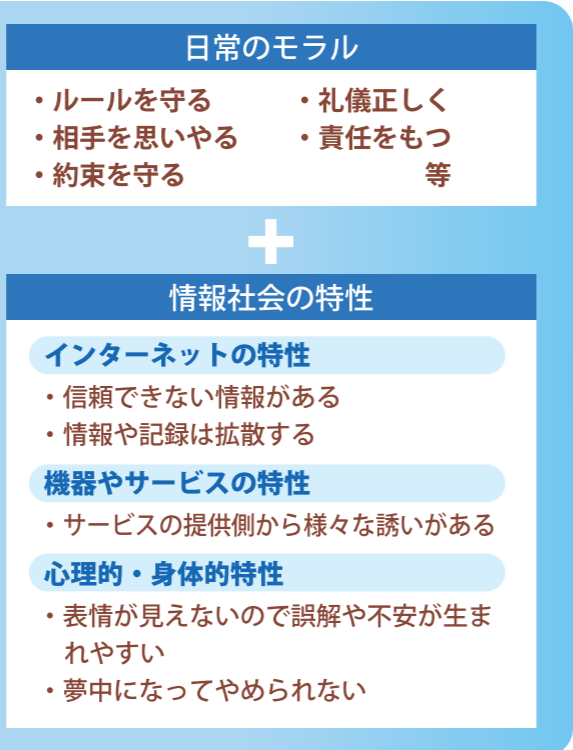 日常のモラル
・ルールを守る
・相手を思いやる
・約束を守る
・礼儀正しく
・責任をもつ
等
+
情報社会の特性
インターネットの特性
・信頼できない情報がある
・情報や記録は拡散する
機器やサービスの特性
・サービスの提供側から様々な誘いがある
心理的・身体的特性
・表情が見えないので誤解や不安が生ま
れやすい
・夢中になってやめられない